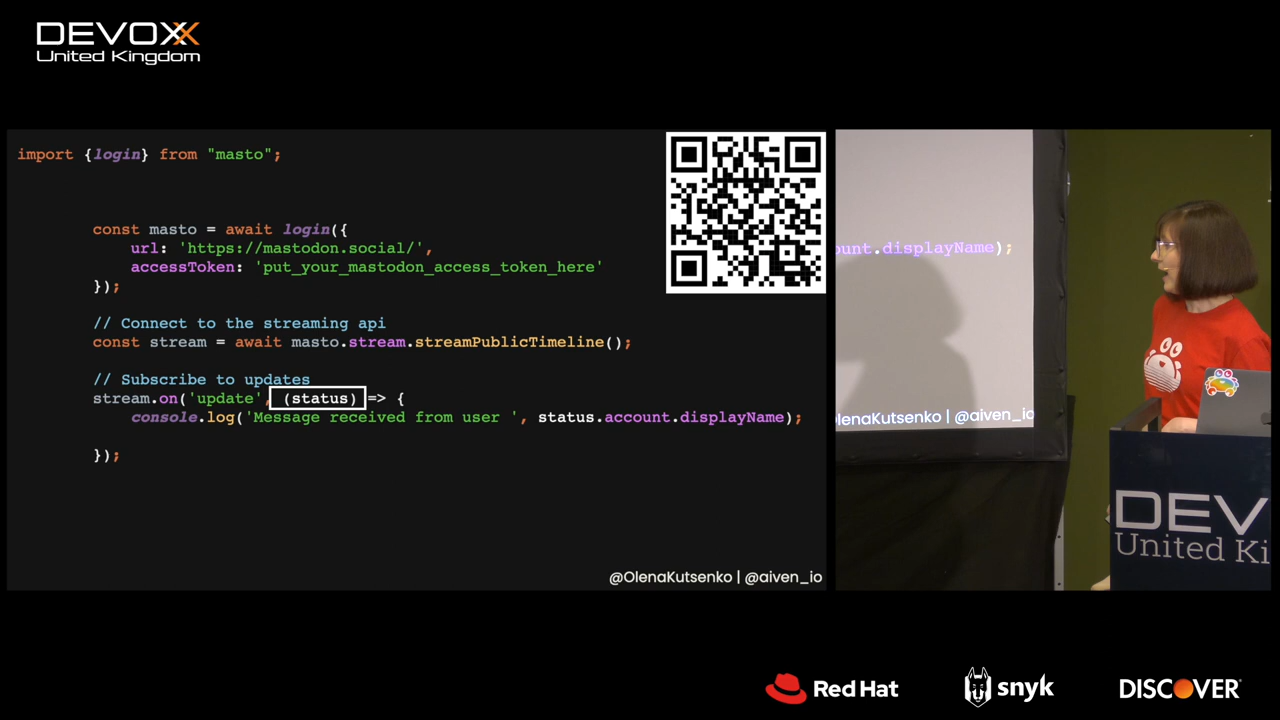 DEVOXX
United Kingdom
import {login} from "masto";
const masto = await login({
url: 'https://mastodon.social/',
accessToken: 'put_your_mastodon_access_token_here'
});
// Connect to the streaming api
const stream = await masto.stream.streamPublicTimeline();
// Subscribe to updates
stream.on('update', (status) => {
console.log('Message received from user ', status.account.displayName);
});
@OlenaKutsenko | @aiven_io
ount.displayName);
OlenaKutsenko | @aiven_io
DEV
United Ki
Red Hat
snyk
DISCOVER